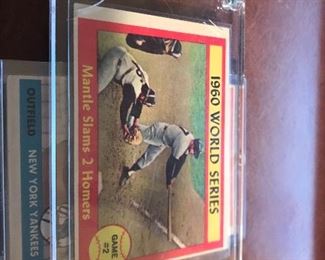 1960 WORLD SERIES
Mantle Slams 2 Homers
GAME
#2
OUTFIELD
NEW YORK YANKEES